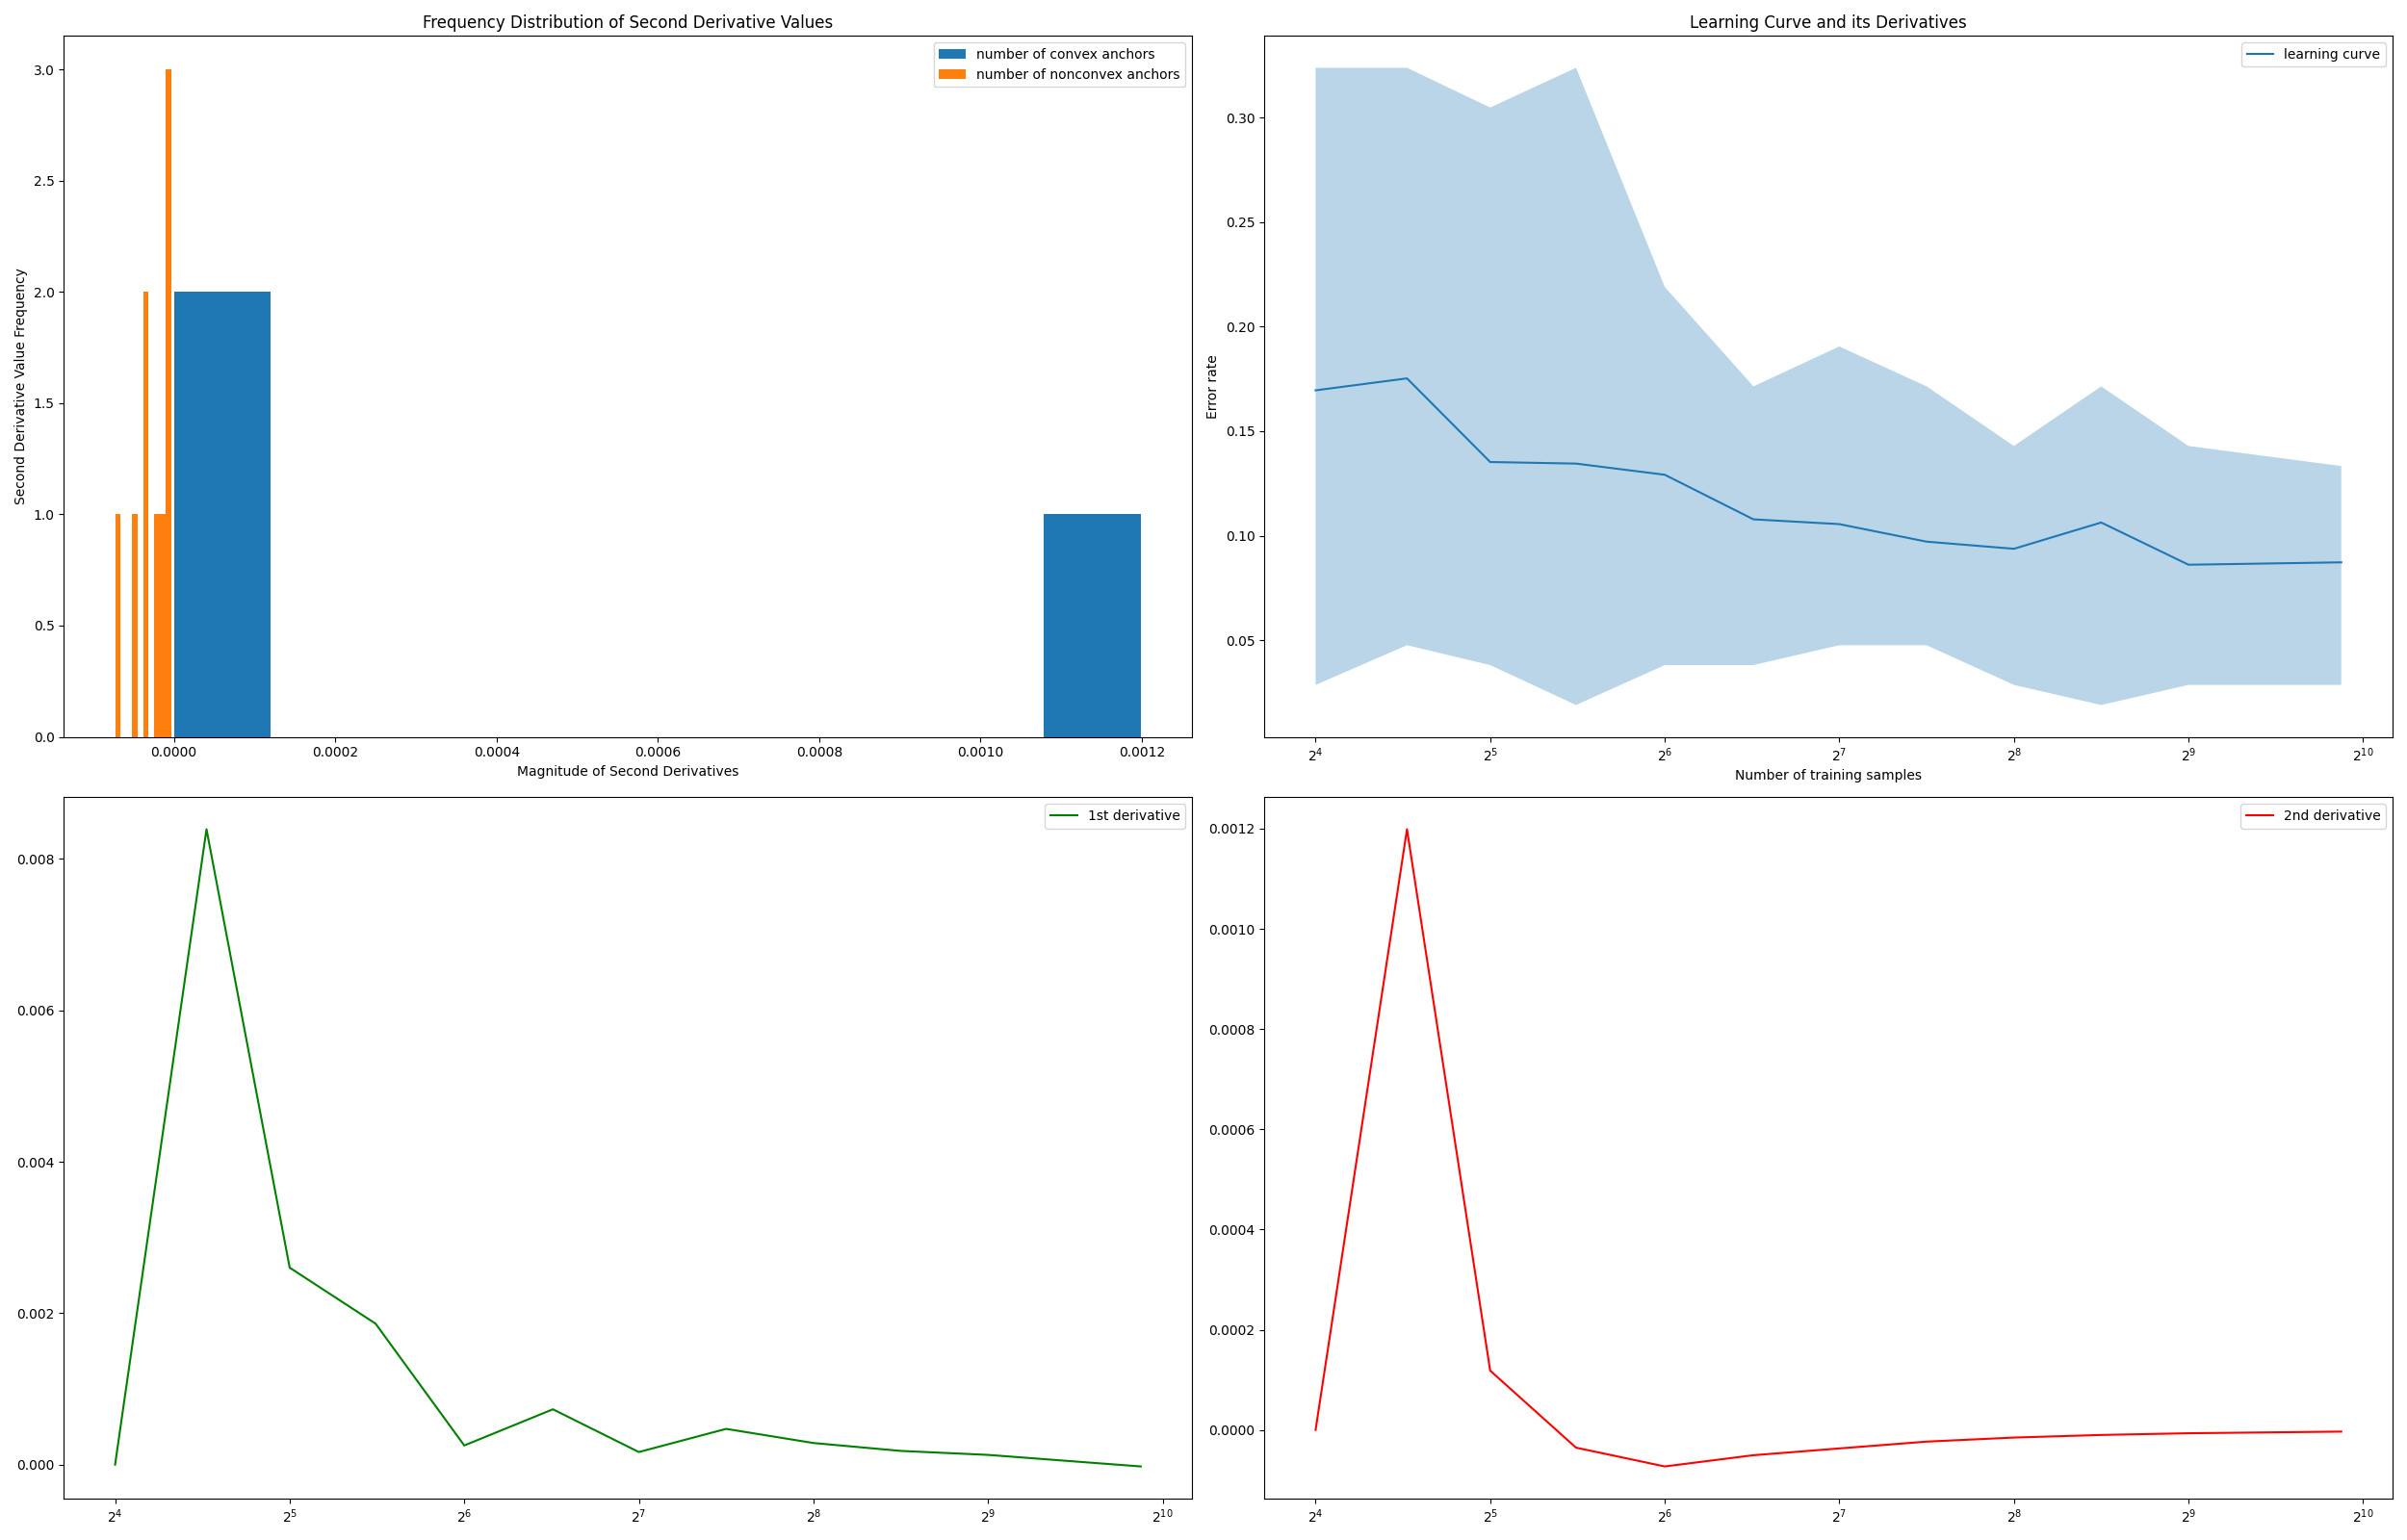 Frequency Distribution of Second Derivative Values
number of convex anchors
number of nonconvex anchors
3.0
2.5
2.0
1.5
1.0
0.5
0.0
Second Derivative Value Frequency
0.0000 0.0002 0.0004 0.0006 0.0008 0.0010 0.0012
Magnitude of Second Derivatives
Learning Curve and its Derivatives
learning curve
0.30
0.25
0.20
0.15
0.10
0.05
Error rate
2^4 2^5 2^6 2^7 2^8 2^9 2^10
Number of training samples
1st derivative
0.008
0.006
0.004
0.002
0.000
2^4 2^5 2^6 2^7 2^8 2^9 2^10
2nd derivative
0.0012
0.0010
0.0008
0.0006
0.0004
0.0002
0.0000
2^4 2^5 2^6 2^7 2^8 2^9 2^10